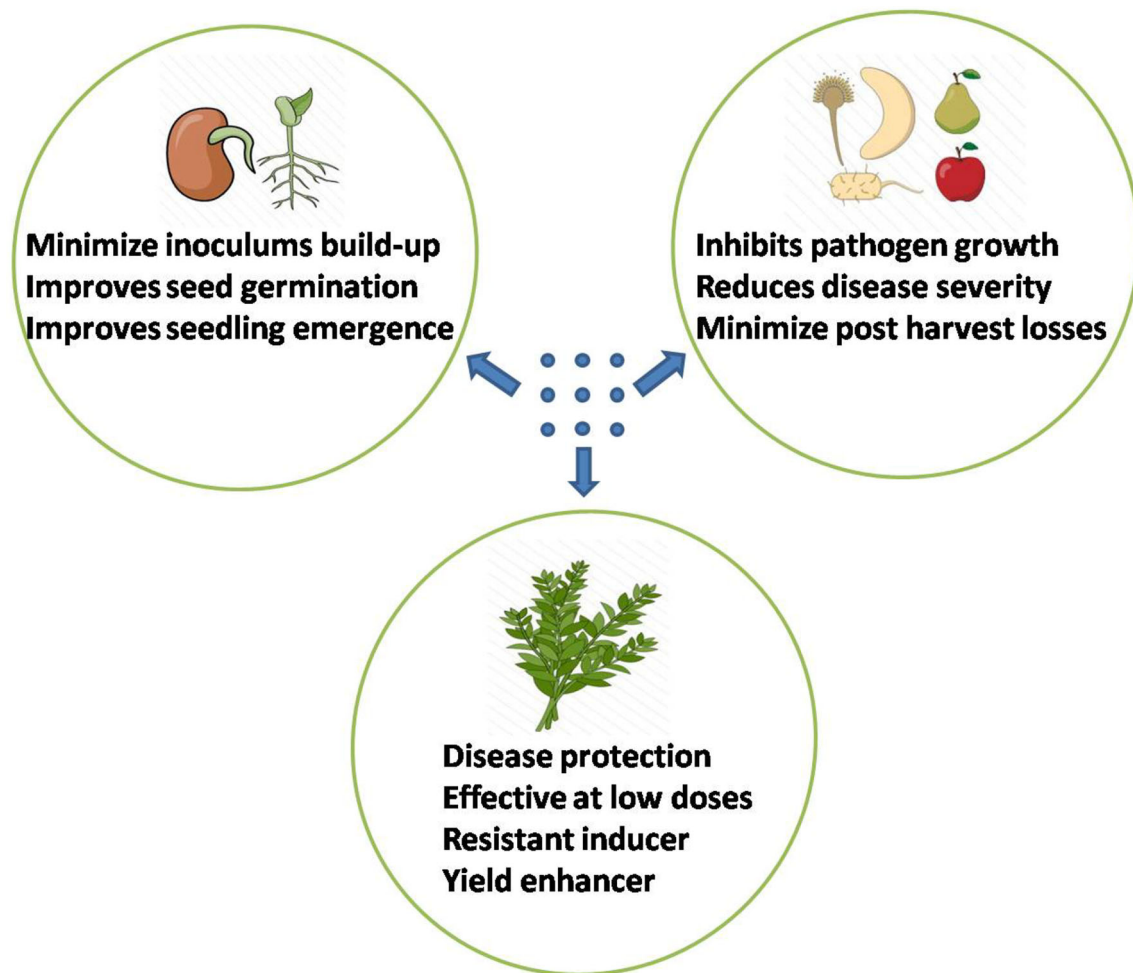 Minimize inoculums build-up
Improves seed germination
Improves seedling emergence
Inhibits pathogen growth
Reduces disease severity
Minimize post harvest losses
Disease protection
Effective at low doses
Resistant inducer
Yield enhancer